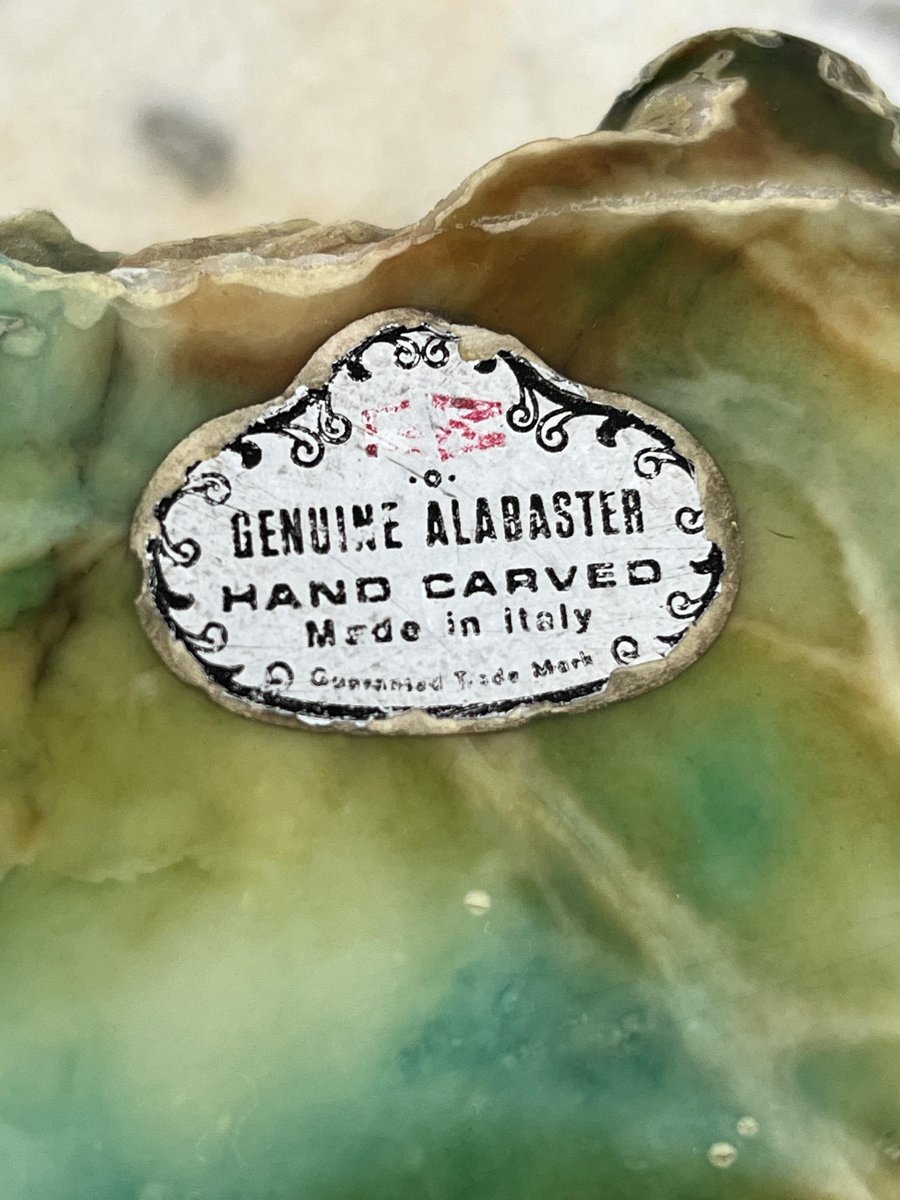 GENUINE ALABASTER
HAND CARVED
Made in Italy
Guaranteed Trade Mark